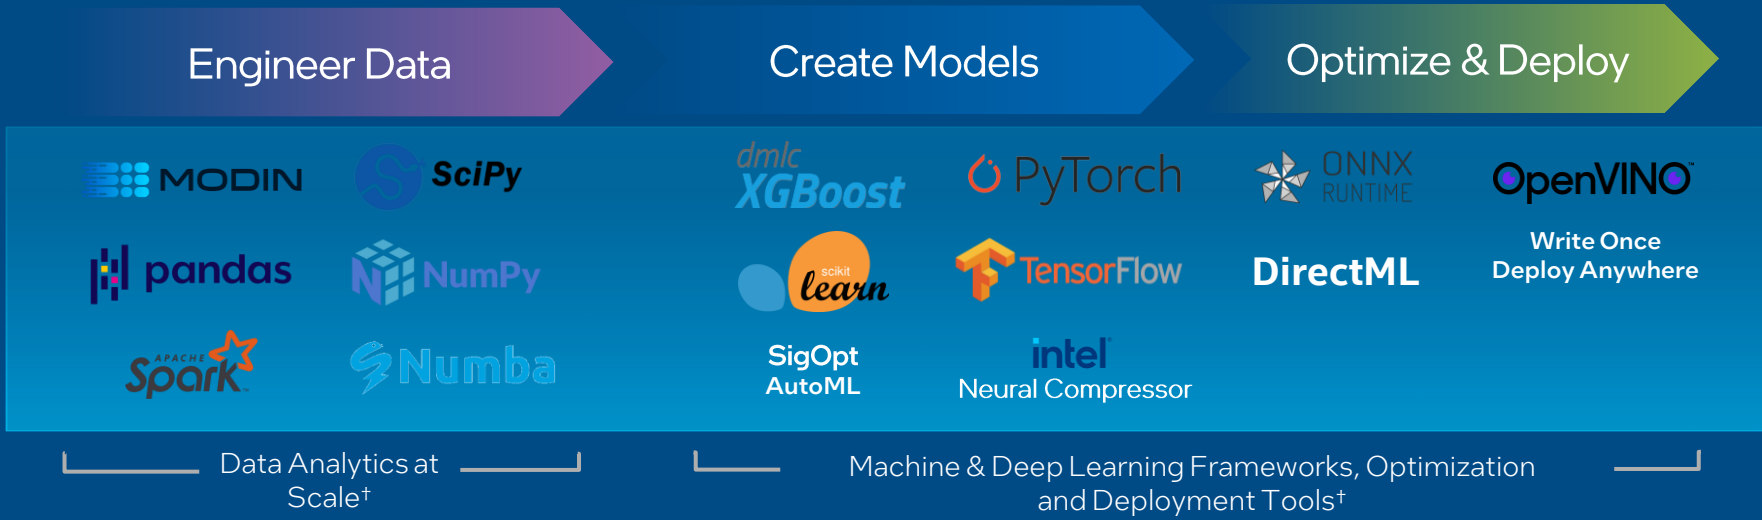 Engineer Data
Create Models
Optimize & Deploy
MODIN
SciPy
pandas
NumPy
APACHE
Spark™
Numba
dmlc
XGBoost
PyTorch
scikit
learn
TensorFlow
SigOpt
AutoML
intel
Neural Compressor
ONNX
RUNTIME
OpenVINO™
DirectML
Write Once
Deploy Anywhere
Data Analytics at
Scale†
Machine & Deep Learning Frameworks, Optimization
and Deployment Tools†